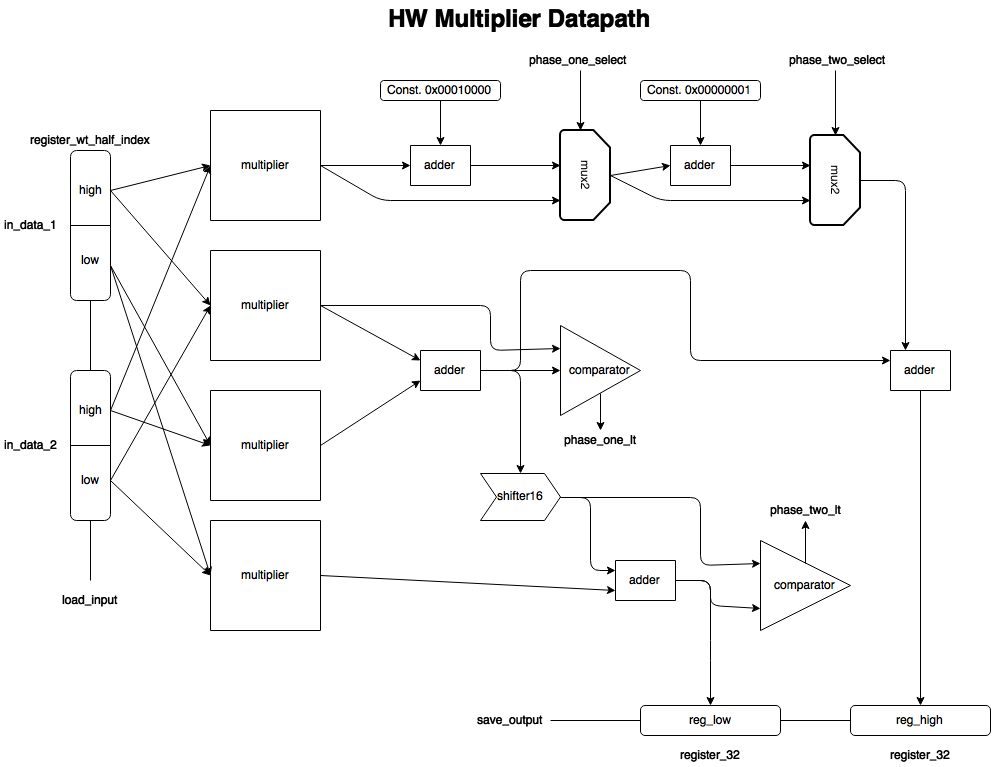 HW Multiplier Datapath
phase_one_select
phase_two_select
Const. 0x00010000
Const. 0x00000001
register_wt_half_index
multiplier
adder
mux2
adder
mux2
high
in_data_1
low
multiplier
adder
comparator
adder
high
phase_one_lt
in_data_2
multiplier
low
shifter16
phase_two_lt
multiplier
adder
comparator
load_input
save_output
reg_low
reg_high
register_32
register_32